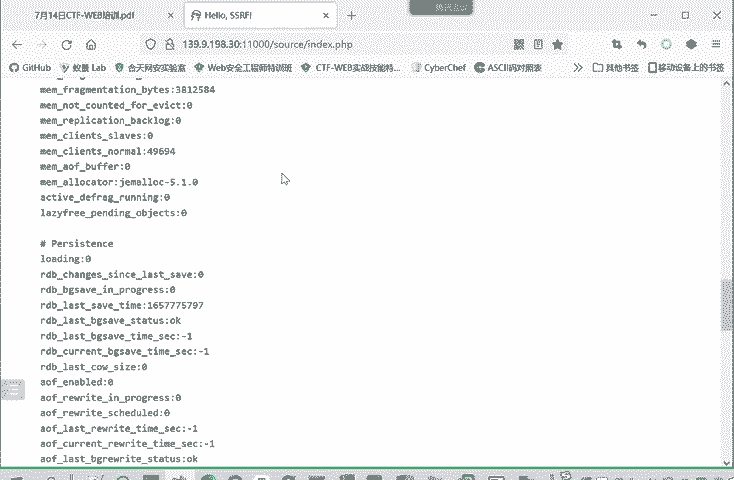 7月14日CTF-WEB培训.pdf
Hello, SSRF!
139.9.198.30:11000/source/index.php
GitHub
蚁景 Lab
合天网安实验室
Web安全工程师特训班
CTF-WEB实战技能特...
CyberChef
ASCII码对照表
其他书签
移动设备上的书签
mem_fragmentation_bytes:3812584
mem_not_counted_for_evict:0
mem_replication_backlog:0
mem_clients_slaves:0
mem_clients_normal:49694
mem_aof_buffer:0
mem_allocator:jemalloc-5.1.0
active_defrag_running:0
lazyfree_pending_objects:0
# Persistence
loading:0
rdb_changes_since_last_save:0
rdb_bgsave_in_progress:0
rdb_last_save_time:1657775797
rdb_last_bgsave_status:ok
rdb_last_bgsave_time_sec:-1
rdb_current_bgsave_time_sec:-1
rdb_last_cow_size:0
aof_enabled:0
aof_rewrite_in_progress:0
aof_rewrite_scheduled:0
aof_last_rewrite_time_sec:-1
aof_current_rewrite_time_sec:-1
aof_last_bgrewrite_status:ok